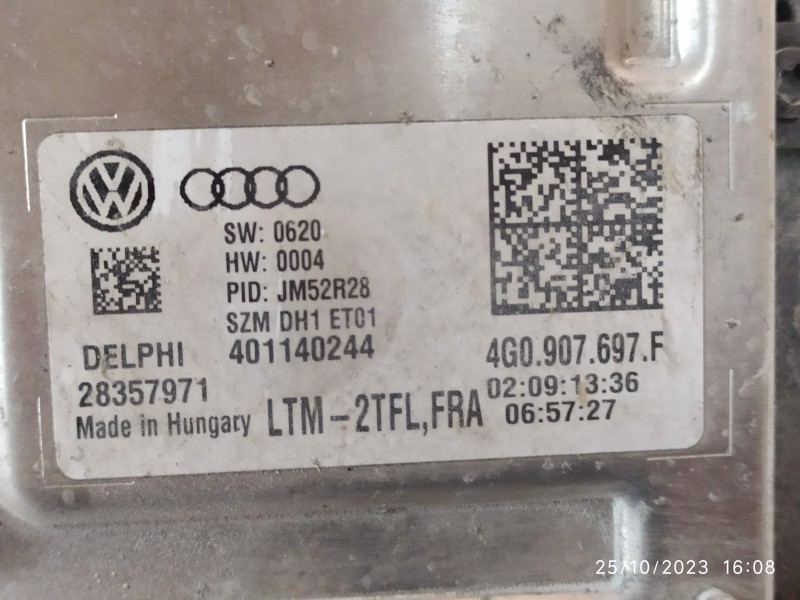 SW: 0620
HW: 0004
PID: JM52R28
SZM DH1 ET01
DELPHI 401140244 4G0.907.697.F
28357971 02:09:13:36
Made in Hungary LTM-2TFL,FRA 06:57:27
25/10/2023 16:08